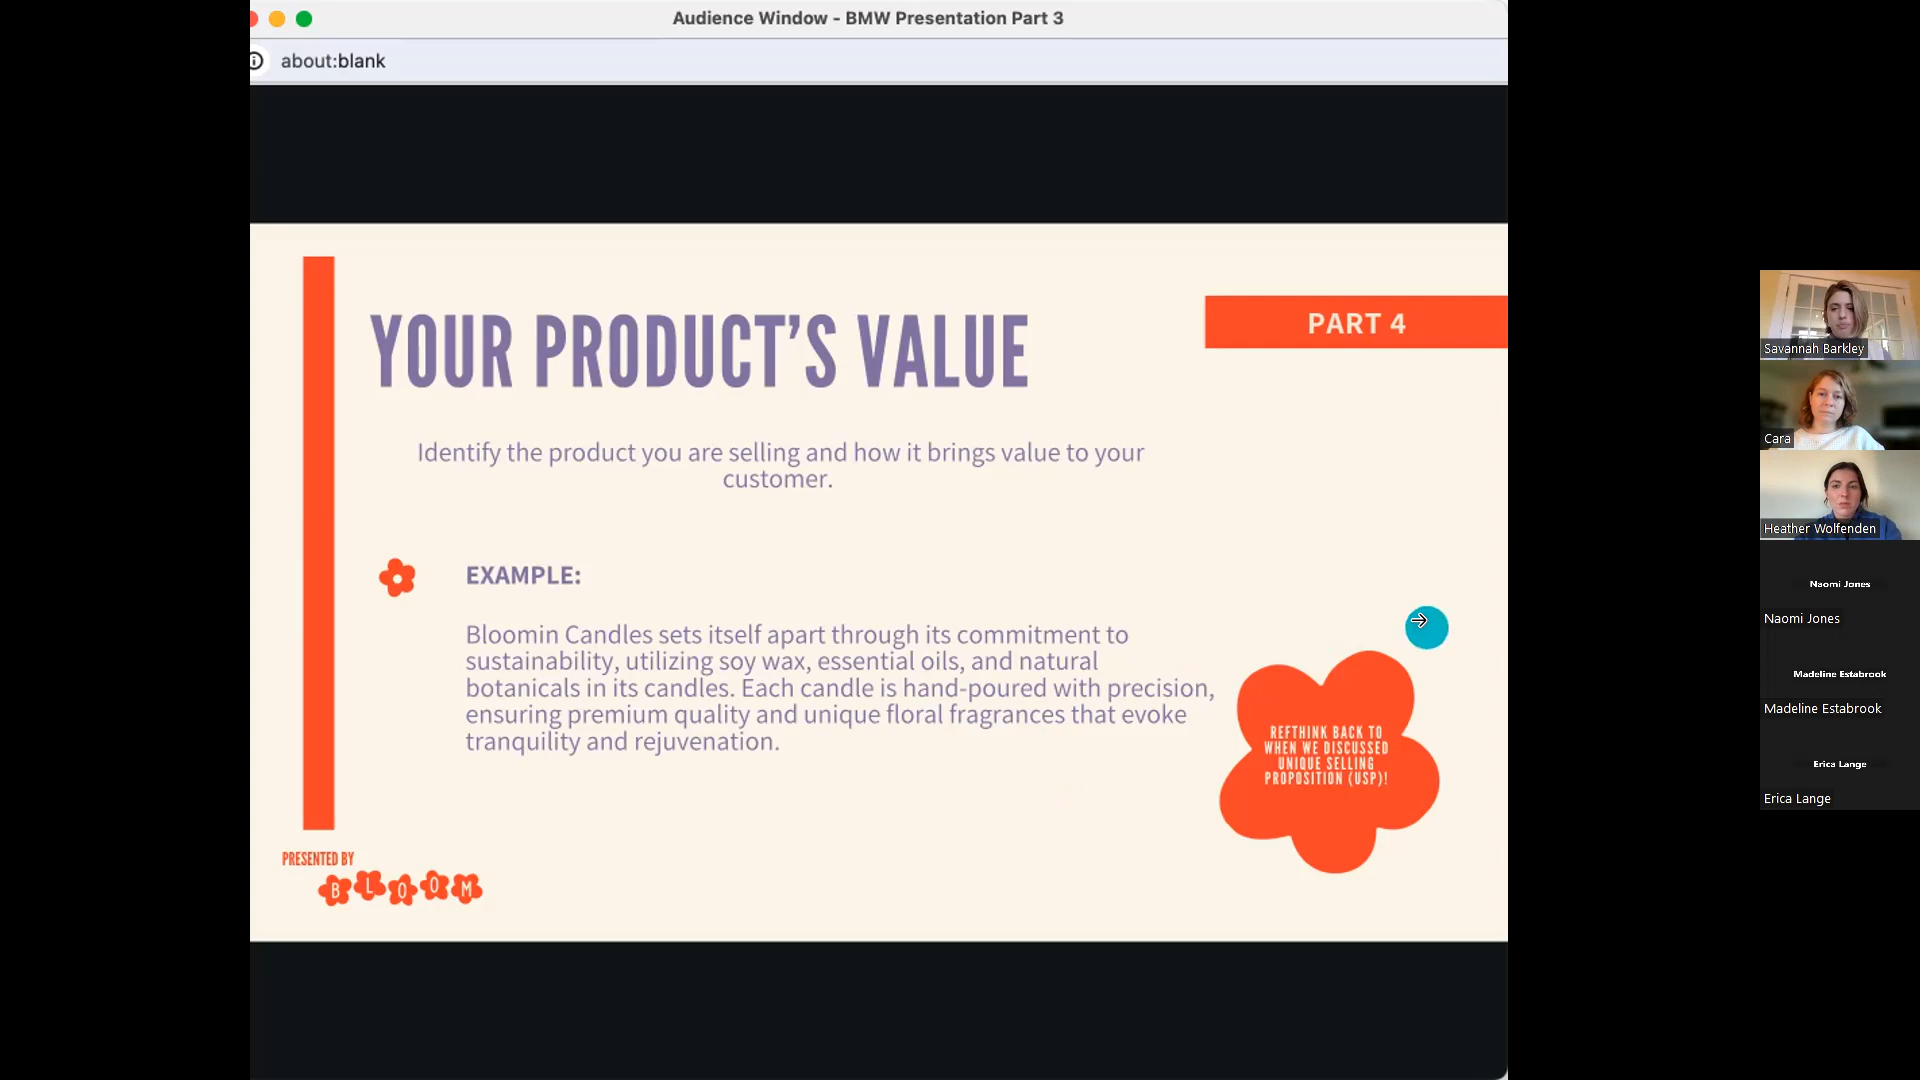 Audience Window - BMW Presentation Part 3
about:blank
PART 4
YOUR PRODUCT'S VALUE
Identify the product you are selling and how it brings value to your
customer.
EXAMPLE:
Bloomin Candles sets itself apart through its commitment to
sustainability, utilizing soy wax, essential oils, and natural
botanicals in its candles. Each candle is hand-poured with precision,
ensuring premium quality and unique floral fragrances that evoke
tranquility and rejuvenation.
REFTHINK BACK TO
WHEN WE DISCUSSED
UNIQUE SELLING
PROPOSITION (USP)!
PRESENTED BY
BLOOM
Savannah Barkley
Cara
Heather Wolfenden
Naomi Jones
Naomi Jones
Madeline Estabrook
Madeline Estabrook
Erica Lange
Erica Lange